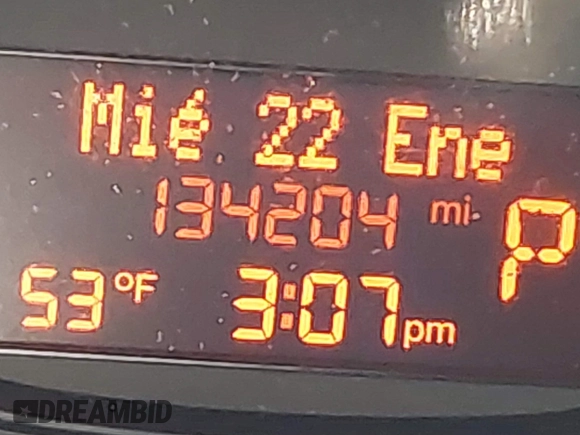 Mié 22 Ene
134204 mi
P
53 °F 3:07 pm
DREAMBID